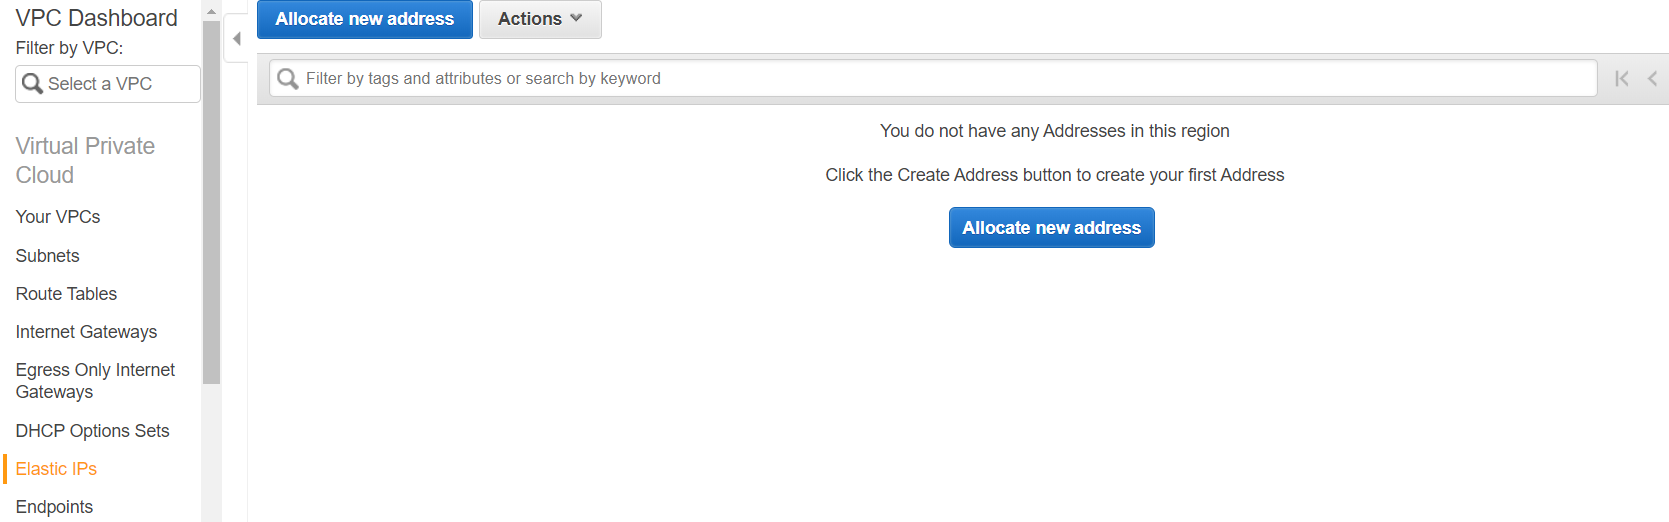 VPC Dashboard
Filter by VPC:
Select a VPC
Virtual Private
Cloud
Your VPCs
Subnets
Route Tables
Internet Gateways
Egress Only Internet
Gateways
DHCP Options Sets
Elastic IPs
Endpoints
Allocate new address
Actions
Filter by tags and attributes or search by keyword
You do not have any Addresses in this region
Click the Create Address button to create your first Address
Allocate new address